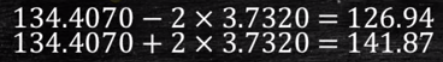 134.4070 − 2 × 3.7320 = 126.94
134.4070 + 2 × 3.7320 = 141.87